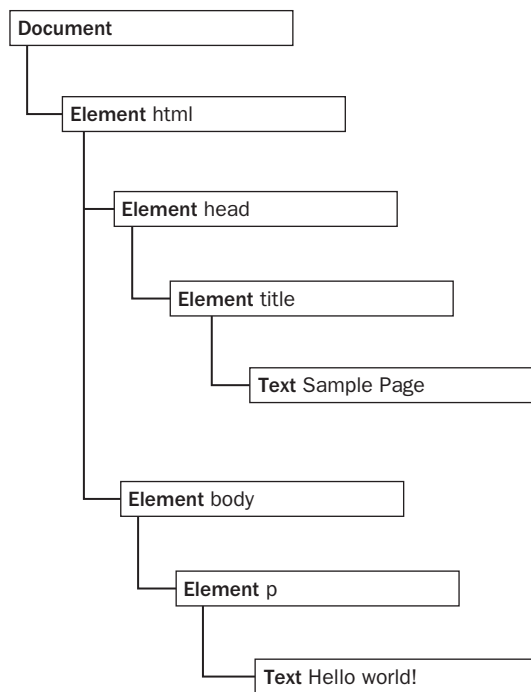 Document
Element html
Element head
Element title
Text Sample Page
Element body
Element p
Text Hello world!